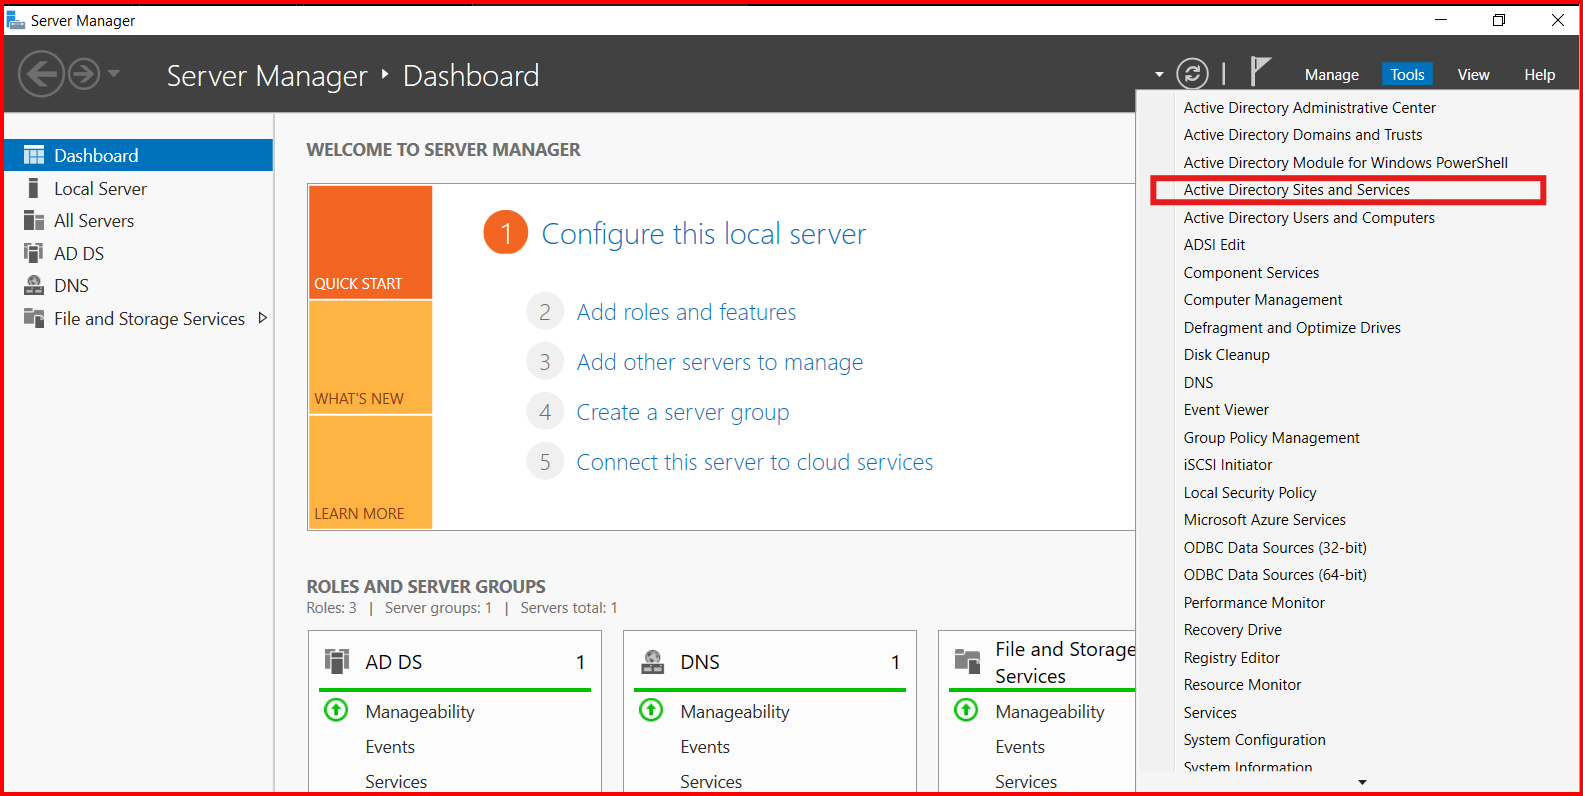 Server Manager
Server Manager ‣ Dashboard
Manage Tools View Help
Dashboard
Local Server
All Servers
AD DS
DNS
File and Storage Services
WELCOME TO SERVER MANAGER
QUICK START
WHAT'S NEW
LEARN MORE
1 Configure this local server
2 Add roles and features
3 Add other servers to manage
4 Create a server group
5 Connect this server to cloud services
ROLES AND SERVER GROUPS
Roles: 3 | Server groups: 1 | Servers total: 1
AD DS 1
Manageability
Events
Services
DNS 1
Manageability
Events
Services
File and Storage
Services
Manageability
Events
Services
Active Directory Administrative Center
Active Directory Domains and Trusts
Active Directory Module for Windows PowerShell
Active Directory Sites and Services
Active Directory Users and Computers
ADSI Edit
Component Services
Computer Management
Defragment and Optimize Drives
Disk Cleanup
DNS
Event Viewer
Group Policy Management
iSCSI Initiator
Local Security Policy
Microsoft Azure Services
ODBC Data Sources (32-bit)
ODBC Data Sources (64-bit)
Performance Monitor
Recovery Drive
Registry Editor
Resource Monitor
Services
System Configuration
System Information